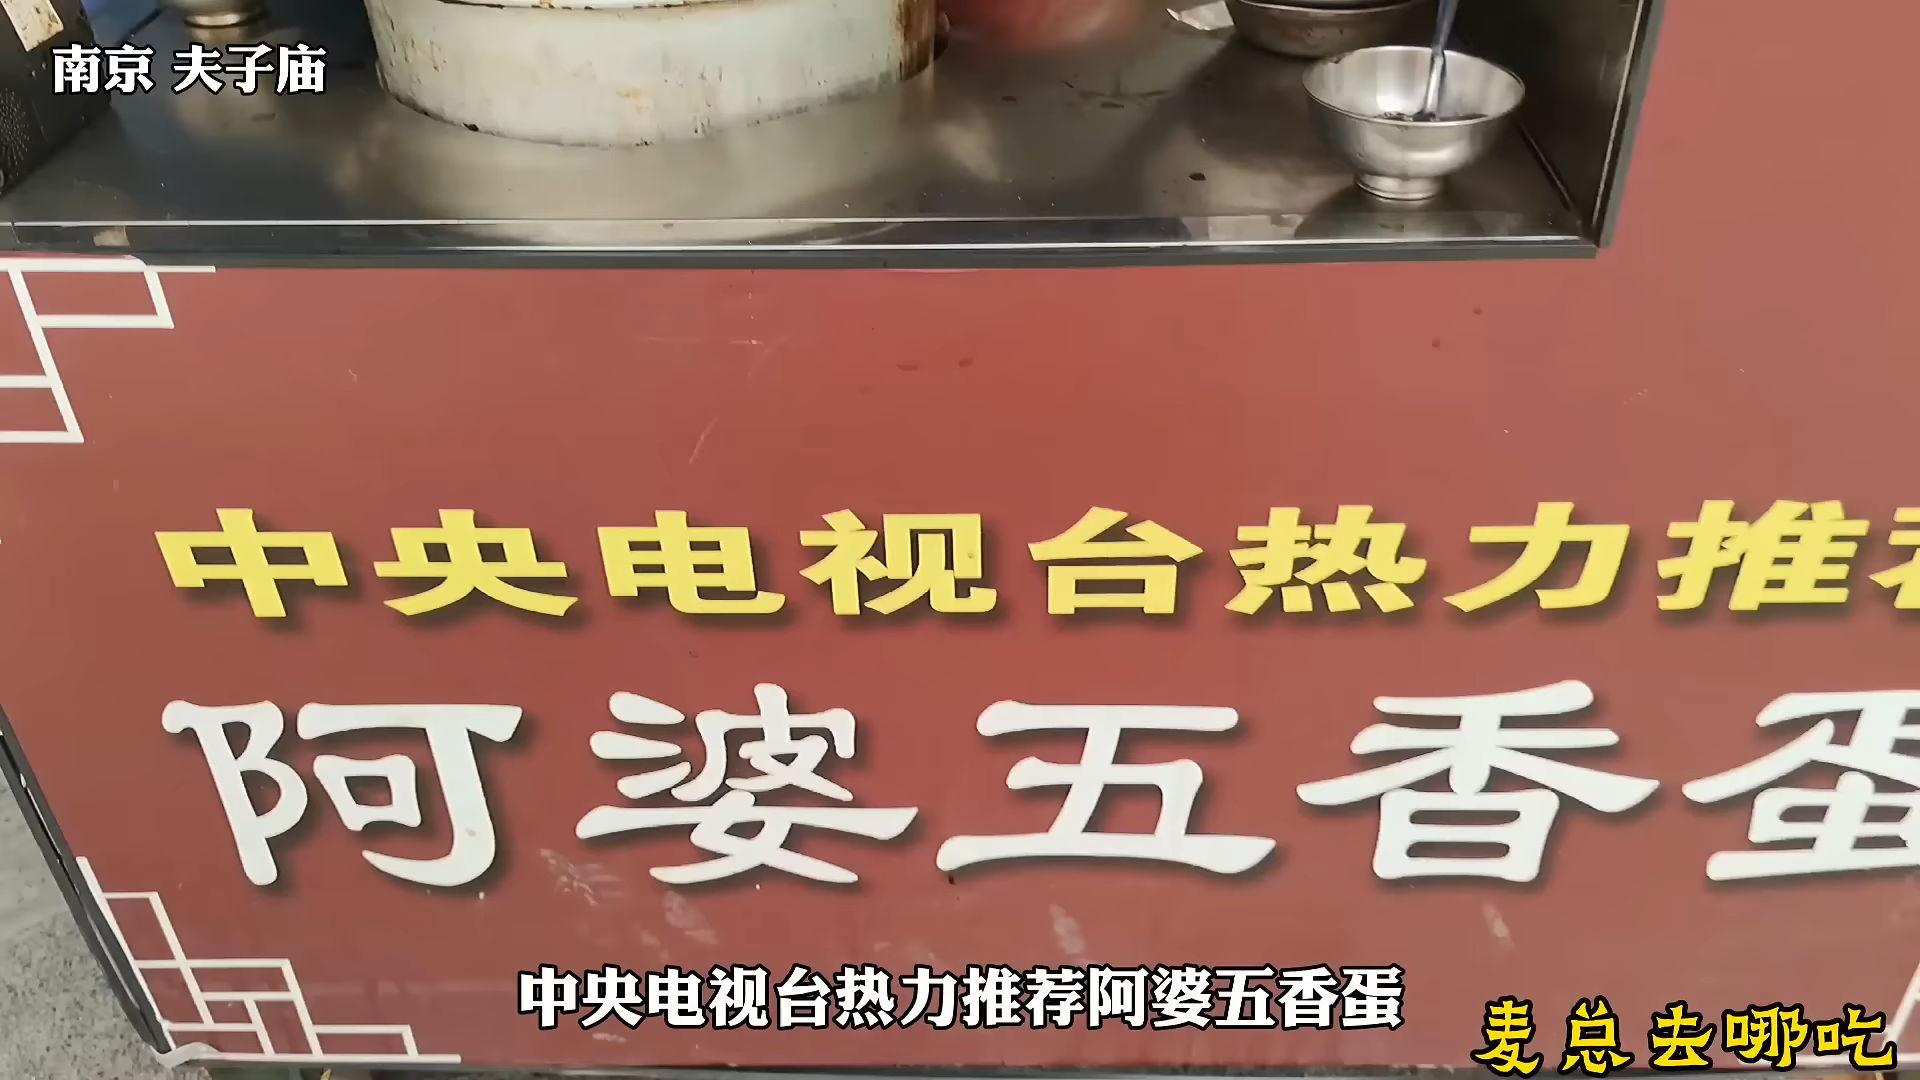 南京 夫子庙
中央电视台热力推荐
阿婆五香蛋
中央电视台热力推荐阿婆五香蛋
麦总去哪吃